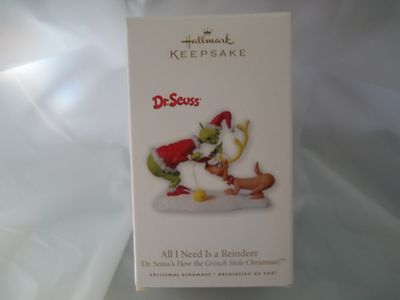 Hallmark
KEEPSAKE
Dr. Seuss
All I Need Is a Reindeer
Dr. Seuss's How the Grinch Stole Christmas!™
christmas ornament • décoration de noël